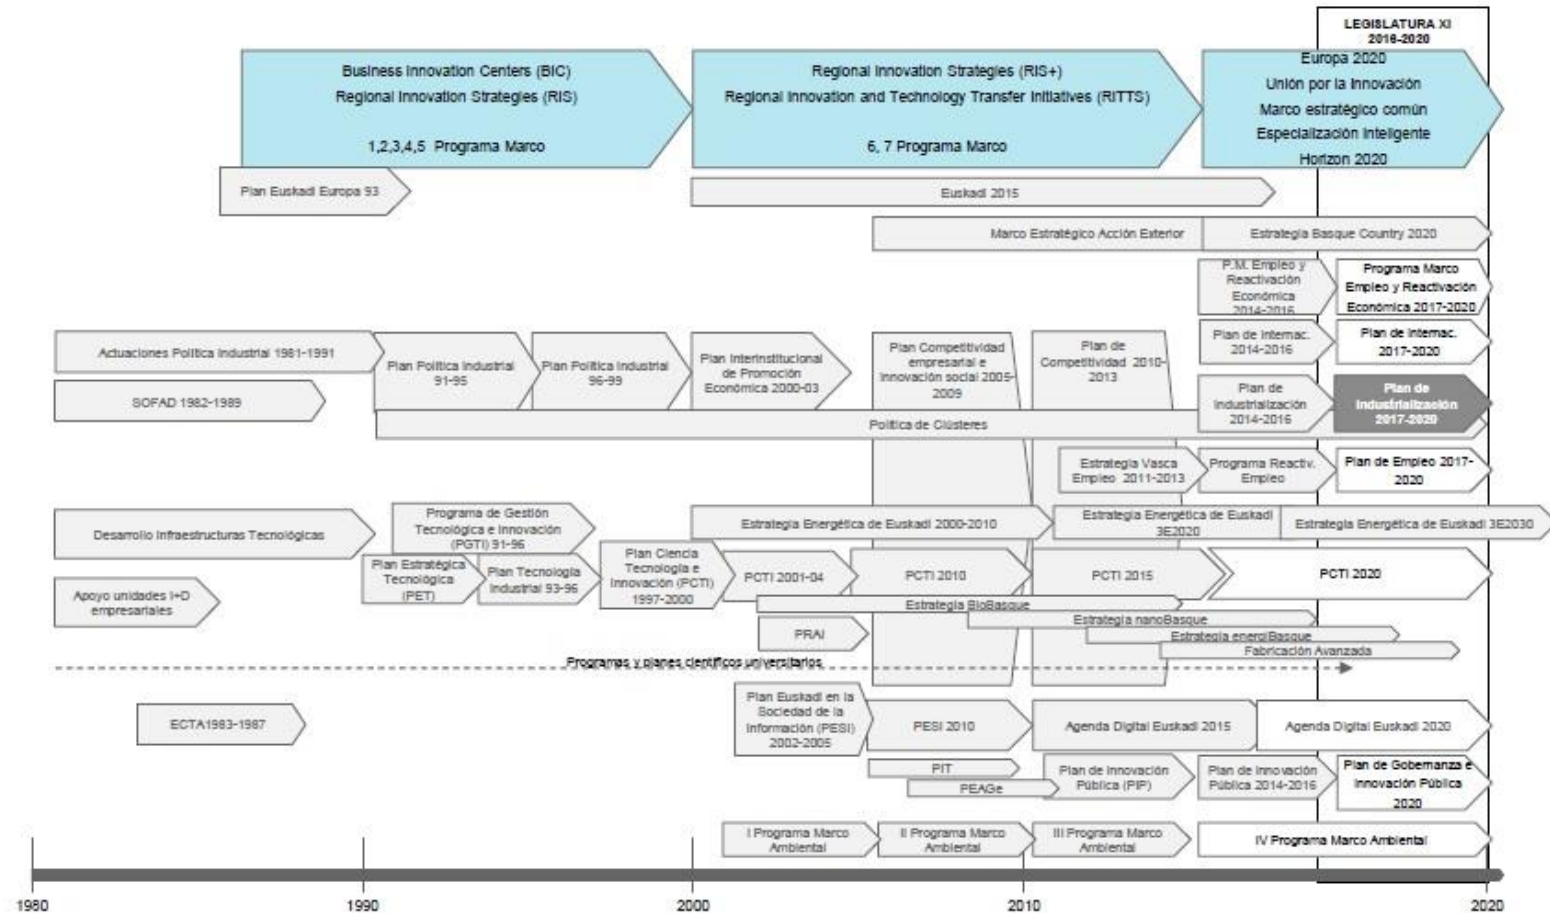 LEGISLATURA XI
2016-2020
Business Innovation Centers (BIC)
Regional Innovation Strategies (RIS)
1,2,3,4,5 Programa Marco
Regional Innovation Strategies (RIS+)
Regional Innovation and Technology Transfer Initiatives (RITTS)
6, 7 Programa Marco
Europa 2020
Unión por la Innovación
Marco estratégico común
Especialización Inteligente
Horizon 2020
Plan Euskadi Europa 93
Euskadi 2015
Marco Estratégico Acción Exterior
Estrategia Basque Country 2020
P.M. Empleo y
Reactivación
Económica
2014-2016
Programa Marco
Empleo y Reactivación
Económica 2017-2020
Actuaciones Política Industrial 1981-1991
SOFAD 1982-1989
Plan Política Industrial
91-95
Plan Política Industrial
96-99
Plan Interinstitucional
de Promoción
Económica 2000-03
Plan Competitividad
empresarial e
Innovación social 2005-
2009
Plan de
Competitividad 2010-
2013
Plan de Internac.
2014-2016
Plan de Internac.
2017-2020
Plan de
Industrialización
2014-2016
Plan de
Industrialización
2017-2020
Política de Clústeres
Estrategia Vasca
Empleo 2011-2013
Programa Reactiv.
Empleo
Plan de Empleo 2017-
2020
Desarrollo Infraestructuras Tecnológicas
Programa de Gestión
Tecnológica e Innovación
(PGTI) 91-96
Estrategia Energética de Euskadi 2000-2010
Estrategia Energética de Euskadi
3E2020
Estrategia Energética de Euskadi 3E2030
Apoyo unidades I+D
empresariales
Plan Estratégica
Tecnológica
(PET)
Plan Tecnología
Industrial 93-96
Plan Ciencia
Tecnología e
Innovación (PCTI)
1997-2000
PCTI 2001-04
PCTI 2010
PCTI 2015
PCTI 2020
Estrategia BioBasque
Estrategia nanoBasque
PRAI
Estrategia energiBasque
Fabricación Avanzada
Programas y planes científicos universitarios
ECTA1983-1987
Plan Euskadi en la
Sociedad de la
Información (PESI)
2002-2005
PESI 2010
Agenda Digital Euskadi 2015
Agenda Digital Euskadi 2020
PIT
PEAGe
Plan de Innovación
Pública (PIP)
Plan de Innovación
Pública 2014-2016
Plan de Gobernanza e
Innovación Pública
2020
I Programa Marco
Ambiental
II Programa Marco
Ambiental
III Programa Marco
Ambiental
IV Programa Marco Ambiental
1980
1990
2000
2010
2020